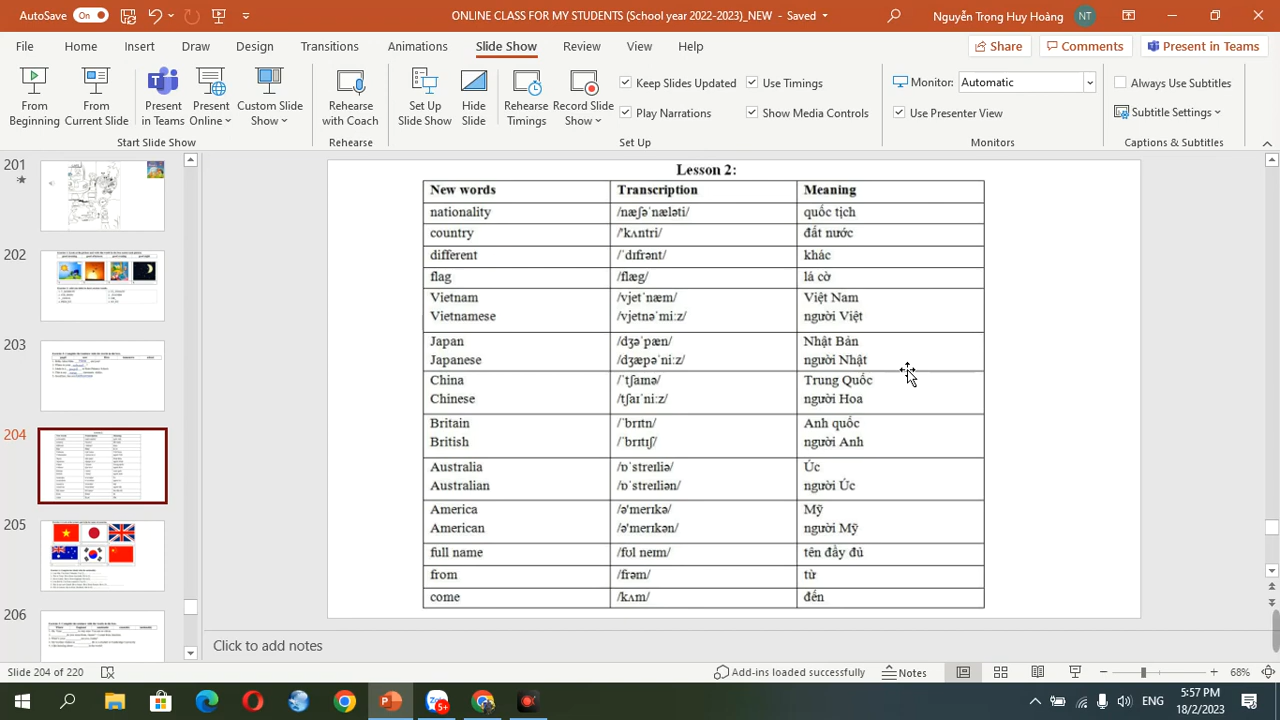 AutoSave On ONLINE CLASS FOR MY STUDENTS (School year 2022-2023)_NEW - Saved Nguyễn Trọng Huy Hoàng NT
File Home Insert Draw Design Transitions Animations Slide Show Review View Help Share Comments Present in Teams
From Beginning
From Current Slide
Present in Teams
Present Online
Custom Slide Show
Rehearse with Coach
Set Up Slide Show
Hide Slide
Rehearse Timings
Record Slide Show
Keep Slides Updated
Play Narrations
Use Timings
Show Media Controls
Monitor: Automatic
Use Presenter View
Always Use Subtitles
Subtitle Settings
Start Slide Show Rehearse Set Up Monitors Captions & Subtitles
201
202
203
204
205
206
Lesson 2:
New words Transcription Meaning
nationality /næʃəˈnæləti/ quốc tịch
country /'kʌntri/ đất nước
different /ˈdɪfrənt/ khác
flag /flæg/ lá cờ
Vietnam /vjetˈnæm/ Việt Nam
Vietnamese /vjetnəˈmiːz/ người Việt
Japan /dʒəˈpæn/ Nhật Bản
Japanese /dʒæpəˈniːz/ người Nhật
China /ˈtʃamə/ Trung Quốc
Chinese /tʃaɪˈniːz/ người Hoa
Britain /ˈbrɪtn/ Anh quốc
British /ˈbrɪtɪʃ/ người Anh
Australia /ɒˈstreɪliə/ Úc
Australian /ɒˈstreɪliən/ người Úc
America /ə'merɪkə/ Mỹ
American /ə'merɪkən/ người Mỹ
full name /fʊl neɪm/ tên đầy đủ
from /frəm/ từ
come /kʌm/ đến
Click to add notes
Slide 204 of 220 Add-ins loaded successfully Notes 68%
5+ ENG 5:57 PM
18/2/2023